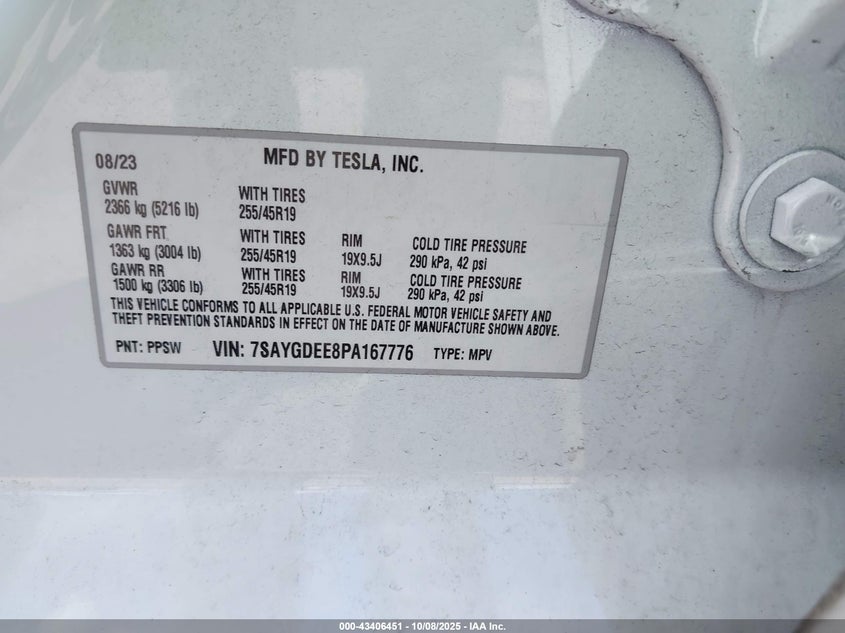 08/23 MFD BY TESLA, INC.
GVWR
2366 kg (5216 lb)
WITH TIRES
255/45R19
GAWR FRT
1363 kg (3004 lb)
WITH TIRES
255/45R19
RIM
19X9.5J
COLD TIRE PRESSURE
290 kPa, 42 psi
GAWR RR
1500 kg (3306 lb)
WITH TIRES
255/45R19
RIM
19X9.5J
COLD TIRE PRESSURE
290 kPa, 42 psi
THIS VEHICLE CONFORMS TO ALL APPLICABLE U.S. FEDERAL MOTOR VEHICLE SAFETY AND
THEFT PREVENTION STANDARDS IN EFFECT ON THE DATE OF MANUFACTURE SHOWN ABOVE.
PNT: PPSW VIN: 7SAYGDEE8PA167776 TYPE: MPV
000-43406451 - 10/08/2025 - IAA Inc.